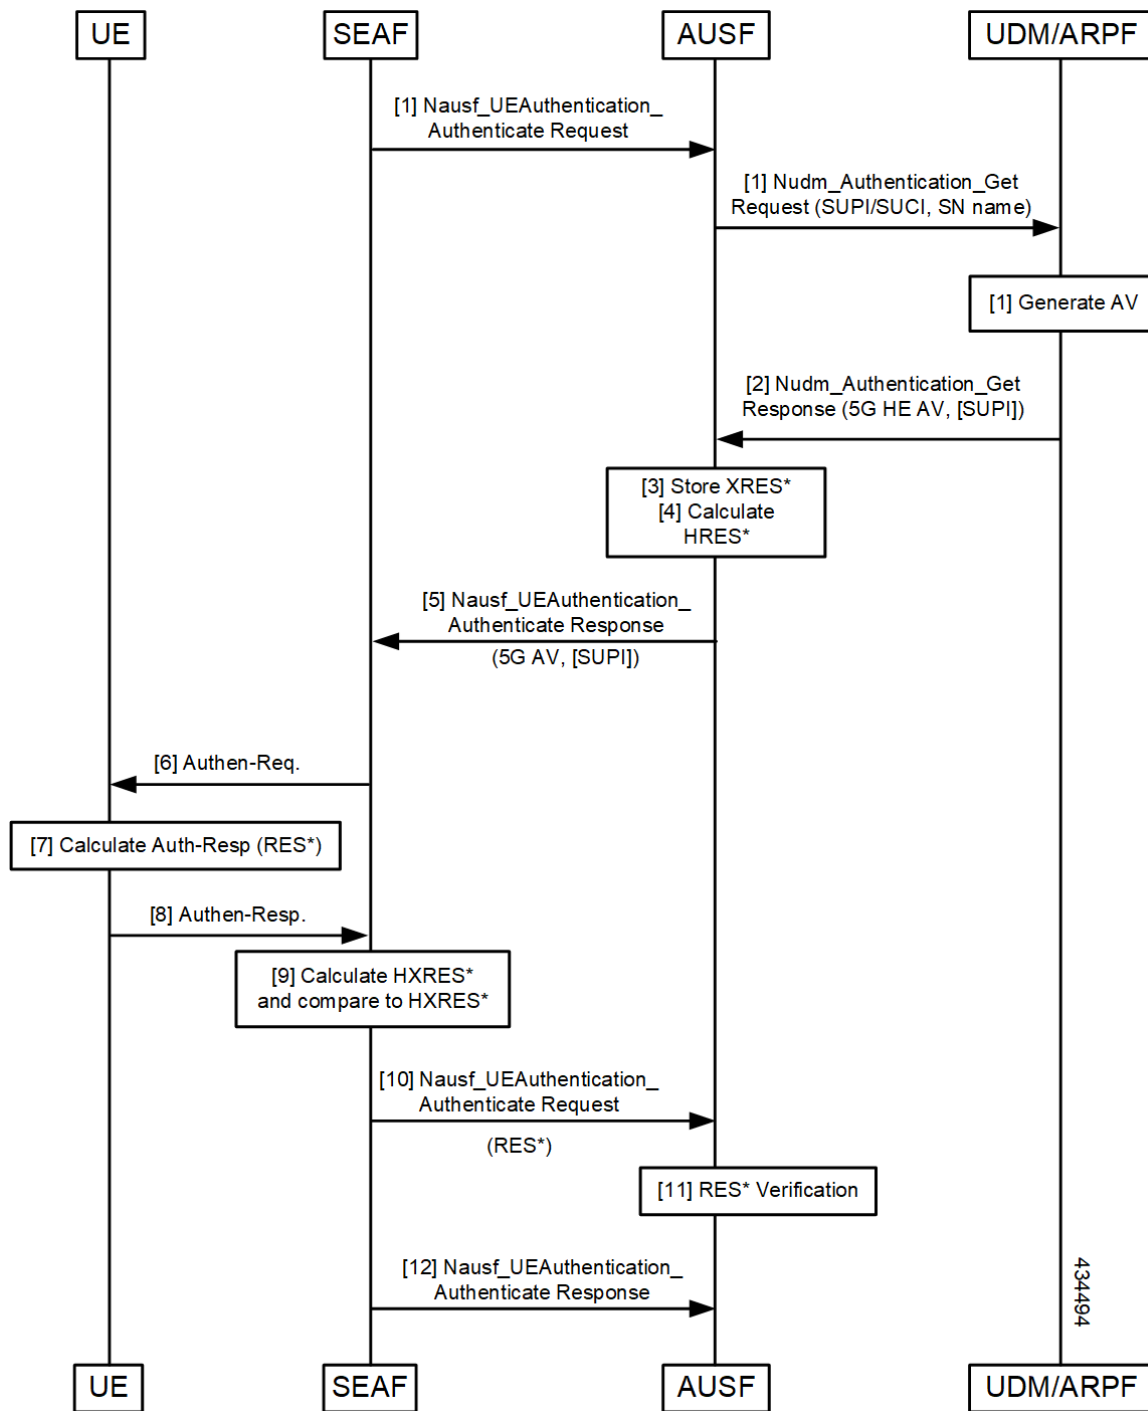 UE
SEAF
AUSF
UDM/ARPF
[1] Nausf_UEAuthentication_
Authenticate Request
[1] Nudm_Authentication_Get
Request (SUPI/SUCI, SN name)
[1] Generate AV
[2] Nudm_Authentication_Get
Response (5G HE AV, [SUPI])
[3] Store XRES*
[4] Calculate
HRES*
[5] Nausf_UEAuthentication_
Authenticate Response
(5G AV, [SUPI])
[6] Authen-Req.
[7] Calculate Auth-Resp (RES*)
[8] Authen-Resp.
[9] Calculate HXRES*
and compare to HXRES*
[10] Nausf_UEAuthentication_
Authenticate Request
(RES*)
[11] RES* Verification
[12] Nausf_UEAuthentication_
Authenticate Response
434494
UE
SEAF
AUSF
UDM/ARPF